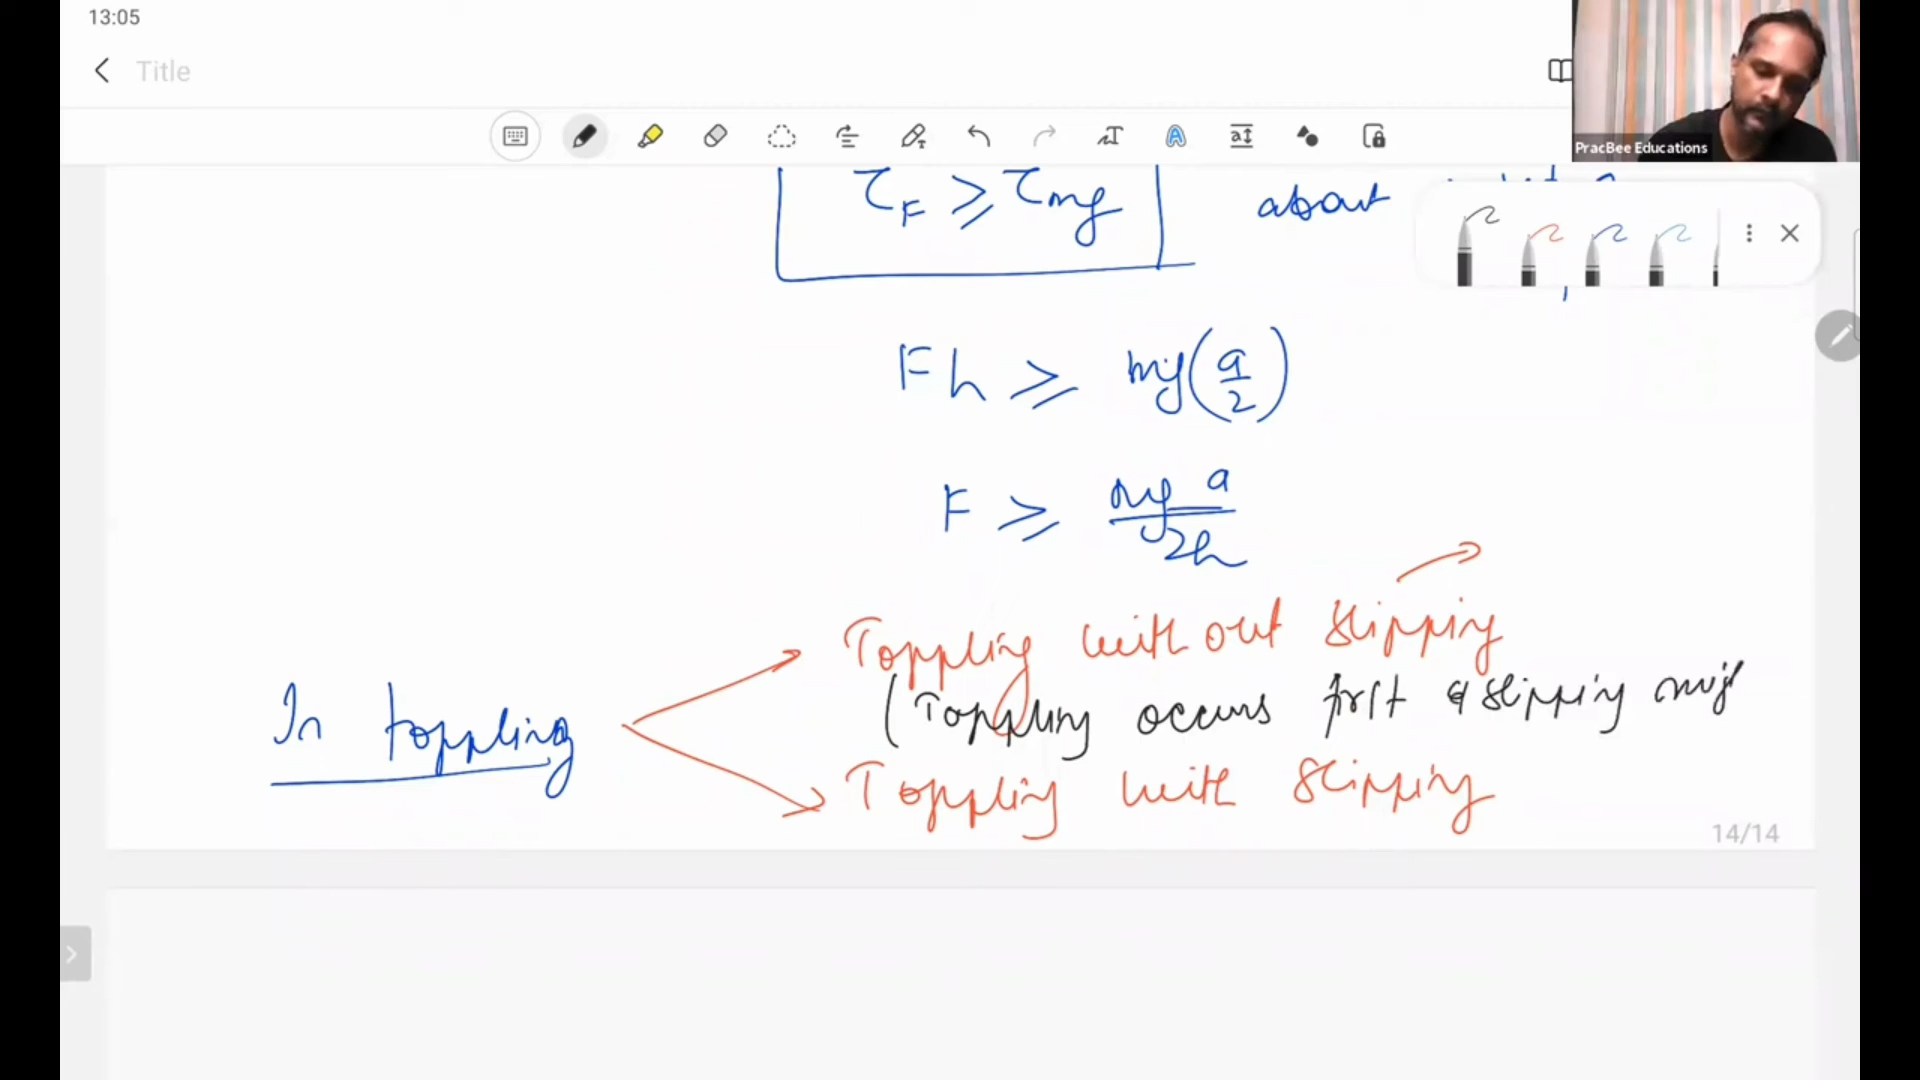 13:05
Title
PracBee Educations
τF ⩾ τmg about
Fh ⩾ mg(a/2)
F ⩾ mg a/2h
Toppling without slipping
(Toppling occurs first & slipping
In toppling
Toppling with slipping
14/14